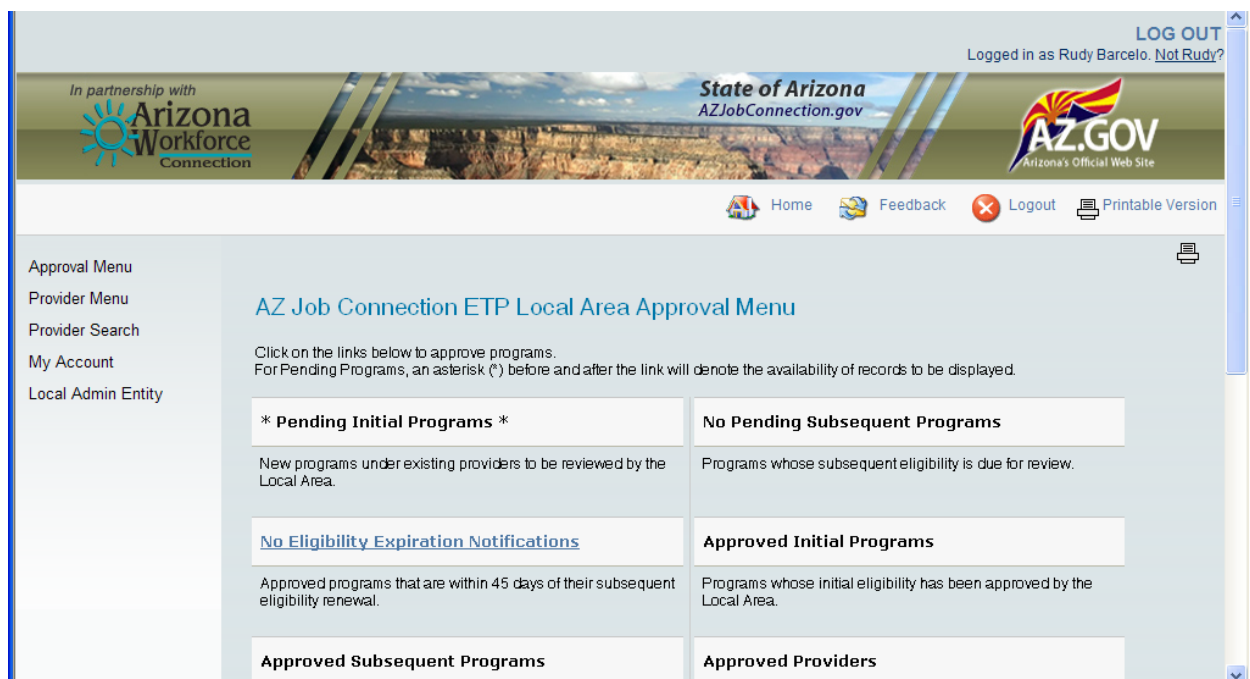 LOG OUT
Logged in as Rudy Barcelo. Not Rudy?
In partnership with
Arizona
Workforce
Connection
State of Arizona
AZJobConnection.gov
AZ.GOV
Arizona's Official Web Site
Home
Feedback
Logout
Printable Version
Approval Menu
Provider Menu
Provider Search
My Account
Local Admin Entity
AZ Job Connection ETP Local Area Approval Menu
Click on the links below to approve programs.
For Pending Programs, an asterisk (*) before and after the link will denote the availability of records to be displayed.
* Pending Initial Programs *
New programs under existing providers to be reviewed by the
Local Area.
No Pending Subsequent Programs
Programs whose subsequent eligibility is due for review.
No Eligibility Expiration Notifications
Approved programs that are within 45 days of their subsequent
eligibility renewal.
Approved Initial Programs
Programs whose initial eligibility has been approved by the
Local Area.
Approved Subsequent Programs
Approved Providers